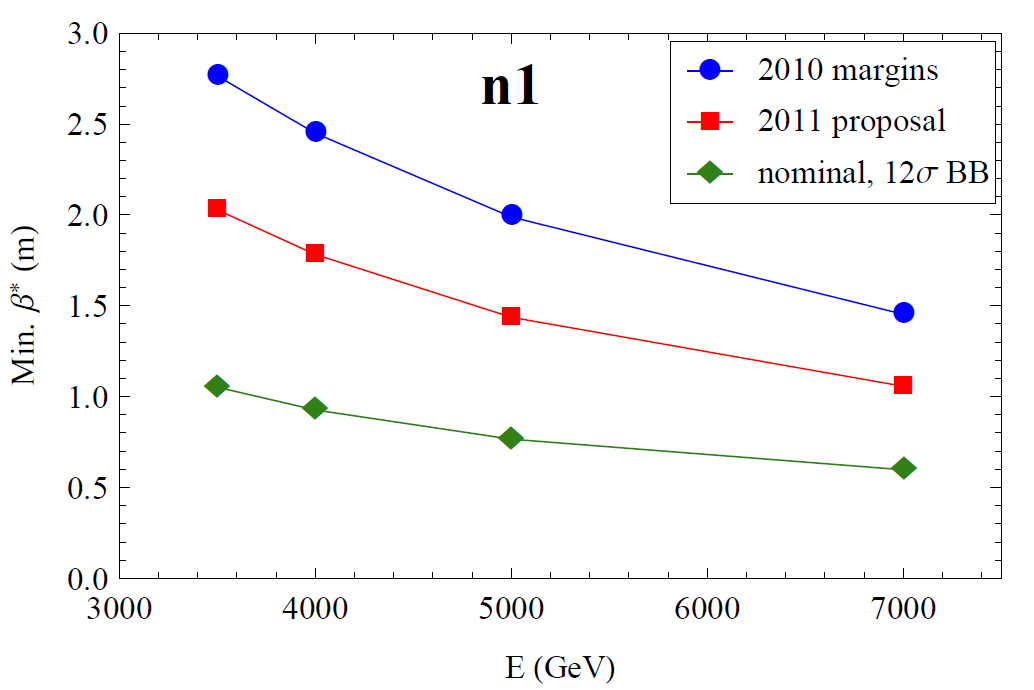 n1
2010 margins
2011 proposal
nominal, 12σ BB
Min. β* (m)
3.0
2.5
2.0
1.5
1.0
0.5
0.0
3000 4000 5000 6000 7000
E (GeV)